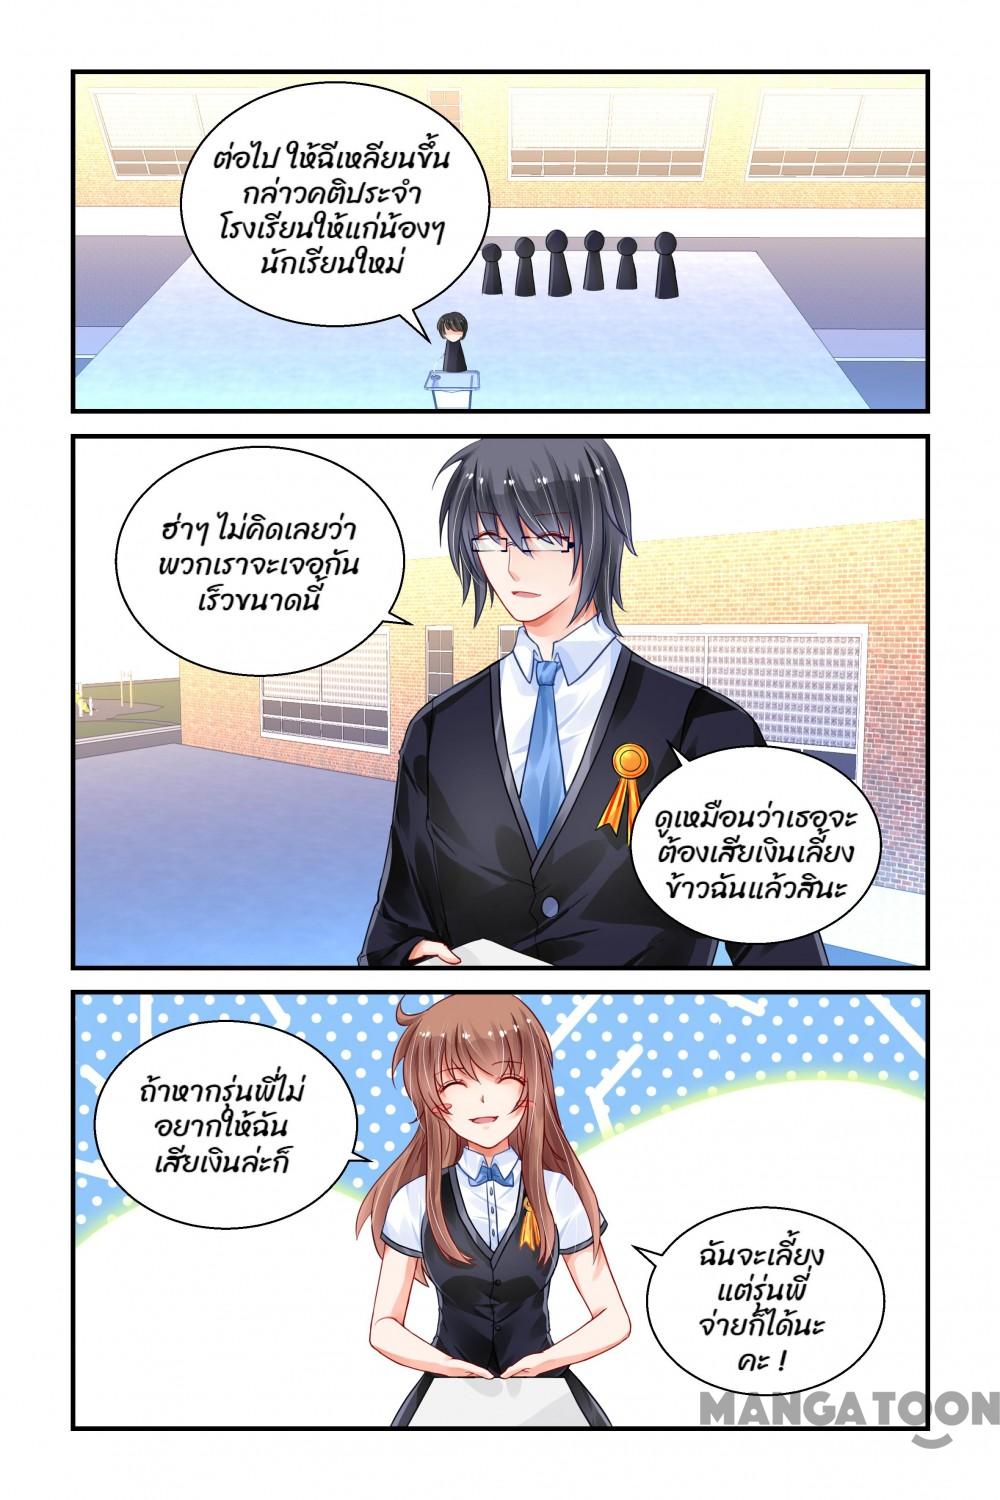 ต่อไป ให้ฉีเหลียนขึ้น
กล่าวคติประจำ
โรงเรียนให้แก่น้องๆ
นักเรียนใหม่
ฮ่าๆ ไม่คิดเลยว่า
พวกเราจะเจอกัน
เร็วขนาดนี้
ดูเหมือนว่าเธอจะ
ต้องเสียเงินเลี้ยง
ข้าวฉันแล้วสินะ
ถ้าหากรุ่นพี่ไม่
อยากให้ฉัน
เสียเงินล่ะก็
ฉันจะเลี้ยง
แต่รุ่นพี่
จ่ายก็ได้นะ
คะ !
MANGATOON